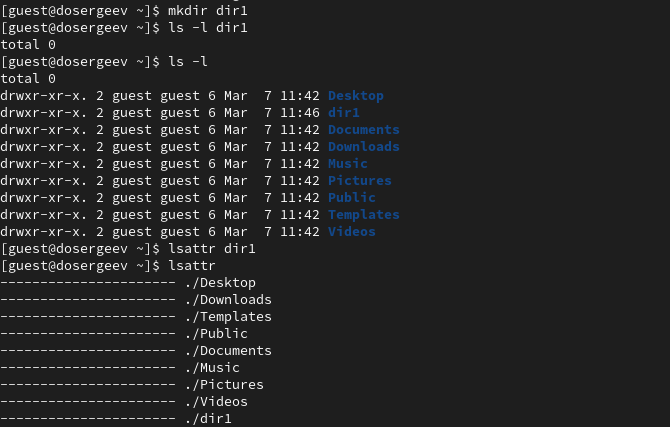 [guest@dosergeev ~]$ mkdir dir1
[guest@dosergeev ~]$ ls -l dir1
total 0
[guest@dosergeev ~]$ ls -l
total 0
drwxr-xr-x. 2 guest guest 6 Mar  7 11:42 Desktop
drwxr-xr-x. 2 guest guest 6 Mar  7 11:46 dir1
drwxr-xr-x. 2 guest guest 6 Mar  7 11:42 Documents
drwxr-xr-x. 2 guest guest 6 Mar  7 11:42 Downloads
drwxr-xr-x. 2 guest guest 6 Mar  7 11:42 Music
drwxr-xr-x. 2 guest guest 6 Mar  7 11:42 Pictures
drwxr-xr-x. 2 guest guest 6 Mar  7 11:42 Public
drwxr-xr-x. 2 guest guest 6 Mar  7 11:42 Templates
drwxr-xr-x. 2 guest guest 6 Mar  7 11:42 Videos
[guest@dosergeev ~]$ lsattr dir1
[guest@dosergeev ~]$ lsattr
---------------------- ./Desktop
---------------------- ./Downloads
---------------------- ./Templates
---------------------- ./Public
---------------------- ./Documents
---------------------- ./Music
---------------------- ./Pictures
---------------------- ./Videos
---------------------- ./dir1